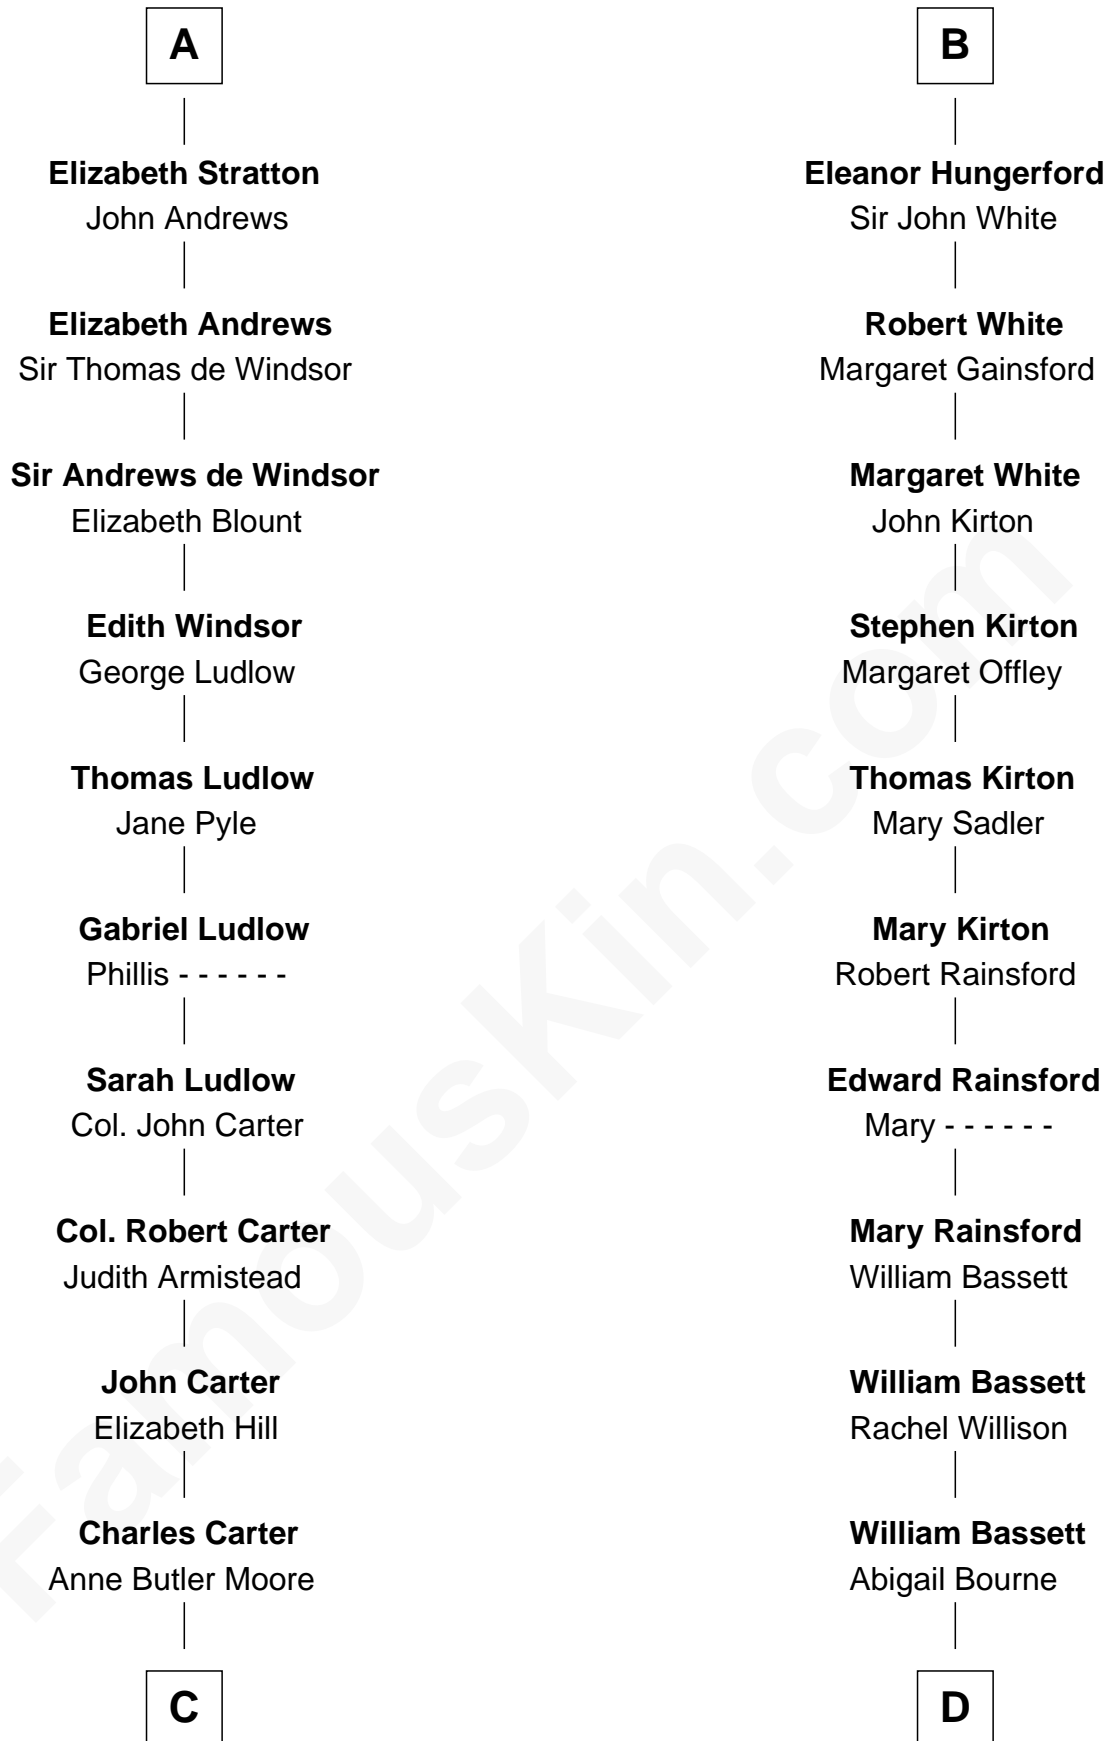 A
Elizabeth Stratton
John Andrews
Elizabeth Andrews
Sir Thomas de Windsor
Sir Andrews de Windsor
Elizabeth Blount
Edith Windsor
George Ludlow
Thomas Ludlow
Jane Pyle
Gabriel Ludlow
Phillis - - - - - -
Sarah Ludlow
Col. John Carter
Col. Robert Carter
Judith Armistead
John Carter
Elizabeth Hill
Charles Carter
Anne Butler Moore
C
B
Eleanor Hungerford
Sir John White
Robert White
Margaret Gainsford
Margaret White
John Kirton
Stephen Kirton
Margaret Offley
Thomas Kirton
Mary Sadler
Mary Kirton
Robert Rainsford
Edward Rainsford
Mary - - - - - -
Mary Rainsford
William Bassett
William Bassett
Rachel Willison
William Bassett
Abigail Bourne
D
FamousKin.com